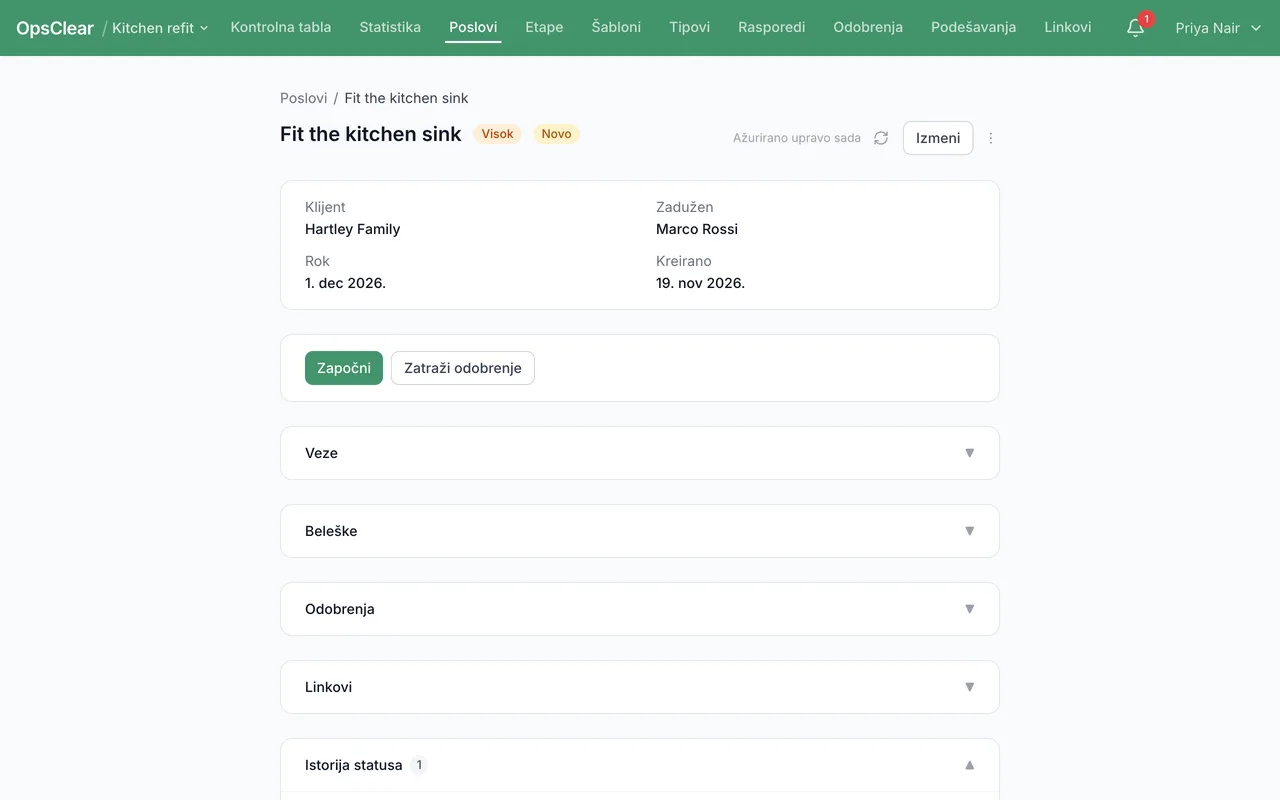 OpsClear / Kitchen refit Kontrolna tabla Statistika Poslovi Etape Šabloni Tipovi Rasporedi Odobrenja Podešavanja Linkovi 1 Priya Nair
Poslovi / Fit the kitchen sink
Fit the kitchen sink Visok Novo Ažurirano upravo sada Izmeni
Klijent Zadužen
Hartley Family Marco Rossi
Rok Kreirano
1. dec 2026. 19. nov 2026.
Započni Zatraži odobrenje
Veze
Beleške
Odobrenja
Linkovi
Istorija statusa 1